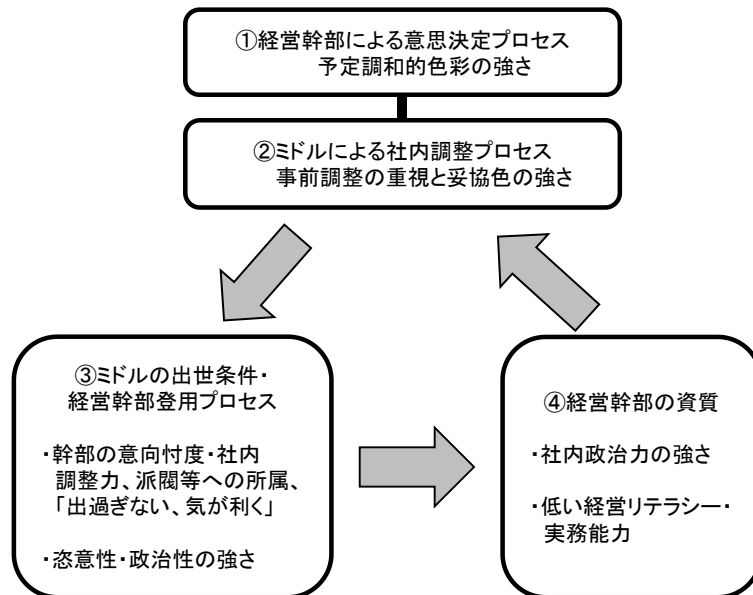 ①経営幹部による意思決定プロセス
予定調和的色彩の強さ
②ミドルによる社内調整プロセス
事前調整の重視と妥協色の強さ
③ミドルの出世条件・
経営幹部登用プロセス
・幹部の意向忖度・社内
調整力、派閥等への所属、
「出過ぎない、気が利く」
・恣意性・政治性の強さ
④経営幹部の資質
・社内政治力の強さ
・低い経営リテラシー・
実務能力